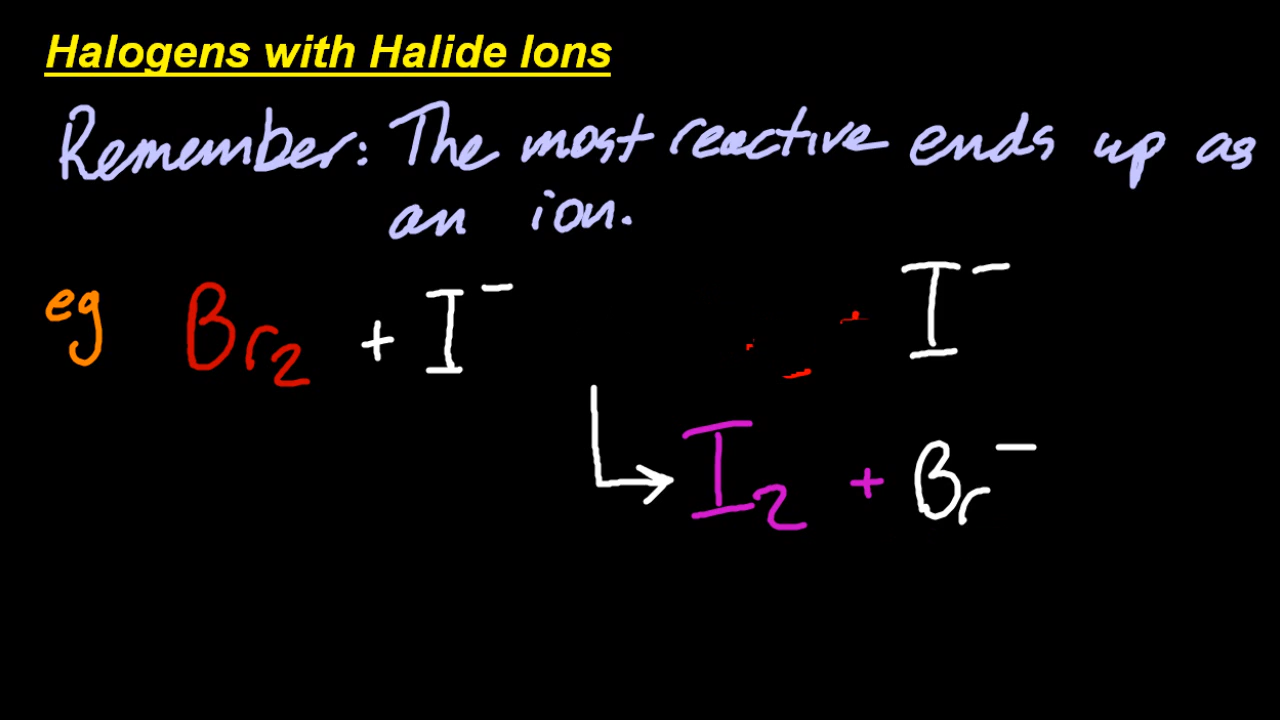 Halogens with Halide Ions
Remember: The most reactive ends up as
an ion.
eg Br₂ + I⁻
I⁻
I₂ + Br⁻